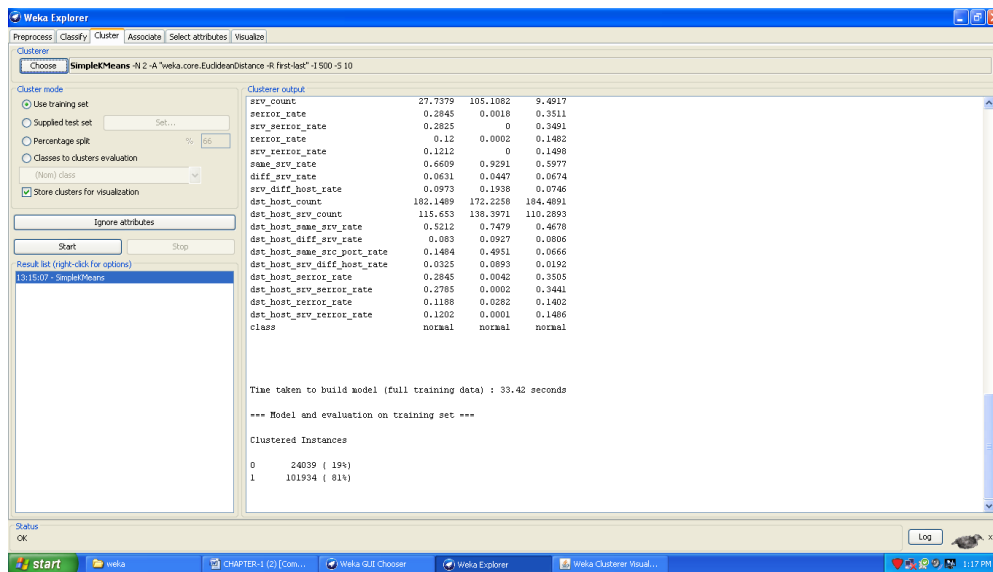 Weka Explorer
Preprocess Classify Cluster Associate Select attributes Visualize
Clusterer
Choose SimpleKMeans -N 2 -A "weka.core.EuclideanDistance -R first-last" -I 500 -S 10
Cluster mode
Use training set
Supplied test set Set...
Percentage split % 66
Classes to clusters evaluation
(Nom) class
Store clusters for visualization
Ignore attributes
Start Stop
Result list (right-click for options)
13:15:07 - SimpleKMeans
Clusterer output
srv_count 27.7379 105.1082 9.4917
serror_rate 0.2845 0.0018 0.3511
srv_serror_rate 0.2825 0 0.3491
rerror_rate 0.12 0.0002 0.1482
srv_rerror_rate 0.1212 0 0.1498
same_srv_rate 0.6609 0.9291 0.5977
diff_srv_rate 0.0631 0.0447 0.0674
srv_diff_host_rate 0.0973 0.1938 0.0746
dst_host_count 182.1489 172.2258 184.4891
dst_host_srv_count 115.653 138.3971 110.2893
dst_host_same_srv_rate 0.5212 0.7479 0.4678
dst_host_diff_srv_rate 0.083 0.0927 0.0806
dst_host_same_src_port_rate 0.1484 0.4951 0.0666
dst_host_srv_diff_host_rate 0.0325 0.0893 0.0192
dst_host_serror_rate 0.2845 0.0042 0.3505
dst_host_srv_serror_rate 0.2785 0.0002 0.3441
dst_host_rerror_rate 0.1188 0.0282 0.1402
dst_host_srv_rerror_rate 0.1202 0.0001 0.1486
class normal normal normal
Time taken to build model (full training data) : 33.42 seconds
=== Model and evaluation on training set ===
Clustered Instances
0 24039 ( 19%)
1 101934 ( 81%)
Status
OK
Log
x
start weka CHAPTER-1 (2) [Com... Weka GUI Chooser Weka Explorer Weka Clusterer Visual... 1:17 PM